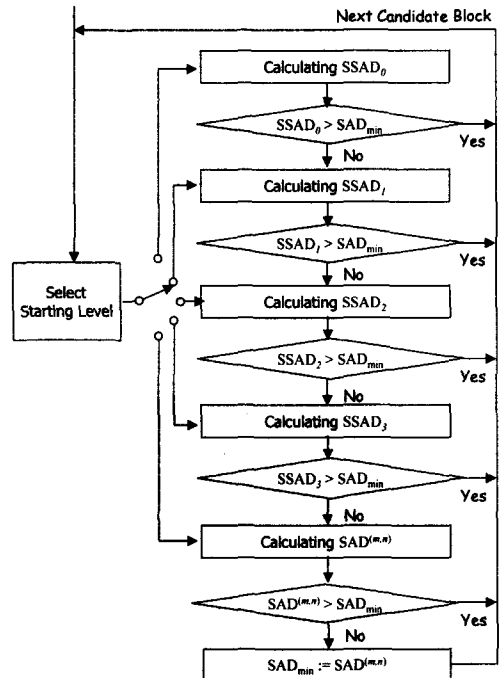 Next Candidate Block
Calculating SSAD₀
SSAD₀ > SADmin
Yes
No
Calculating SSAD₁
SSAD₁ > SADmin
Yes
No
Select
Starting Level
Calculating SSAD₂
SSAD₂ > SADmin
Yes
No
Calculating SSAD₃
SSAD₃ > SADmin
Yes
No
Calculating SAD⁽ᵐ·ⁿ⁾
SAD⁽ᵐ·ⁿ⁾ > SADmin
Yes
No
SADmin := SAD⁽ᵐ·ⁿ⁾